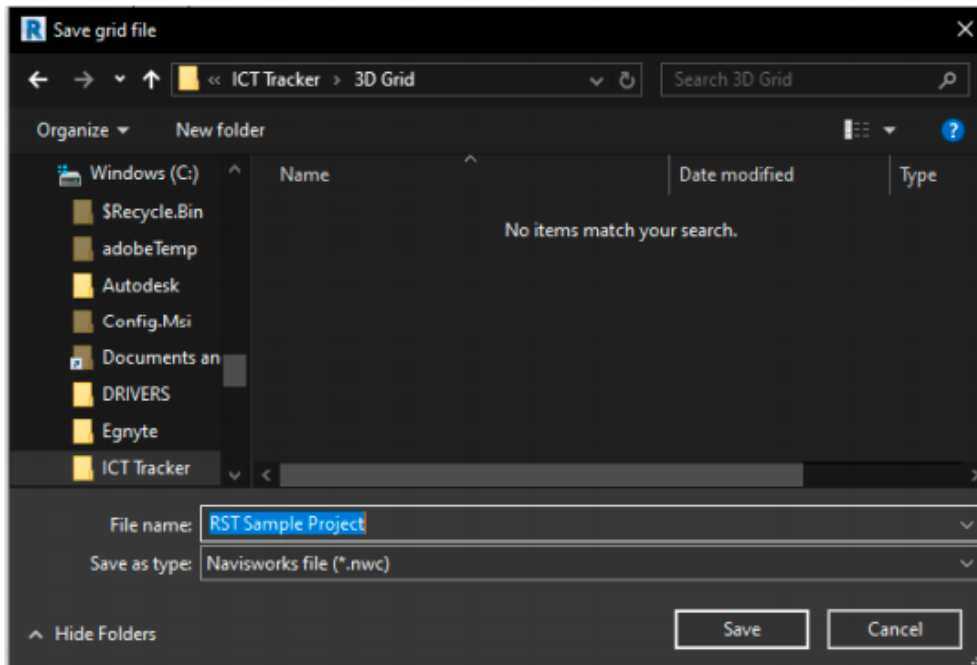 R Save grid file
« ICT Tracker > 3D Grid
Search 3D Grid
Organize
New folder
?
Name
Date modified
Type
No items match your search.
Windows (C:)
$Recycle.Bin
adobeTemp
Autodesk
Config.Msi
Documents an
DRIVERS
Egnyte
ICT Tracker
File name: RST Sample Project
Save as type: Navisworks file (*.nwc)
Hide Folders
Save
Cancel